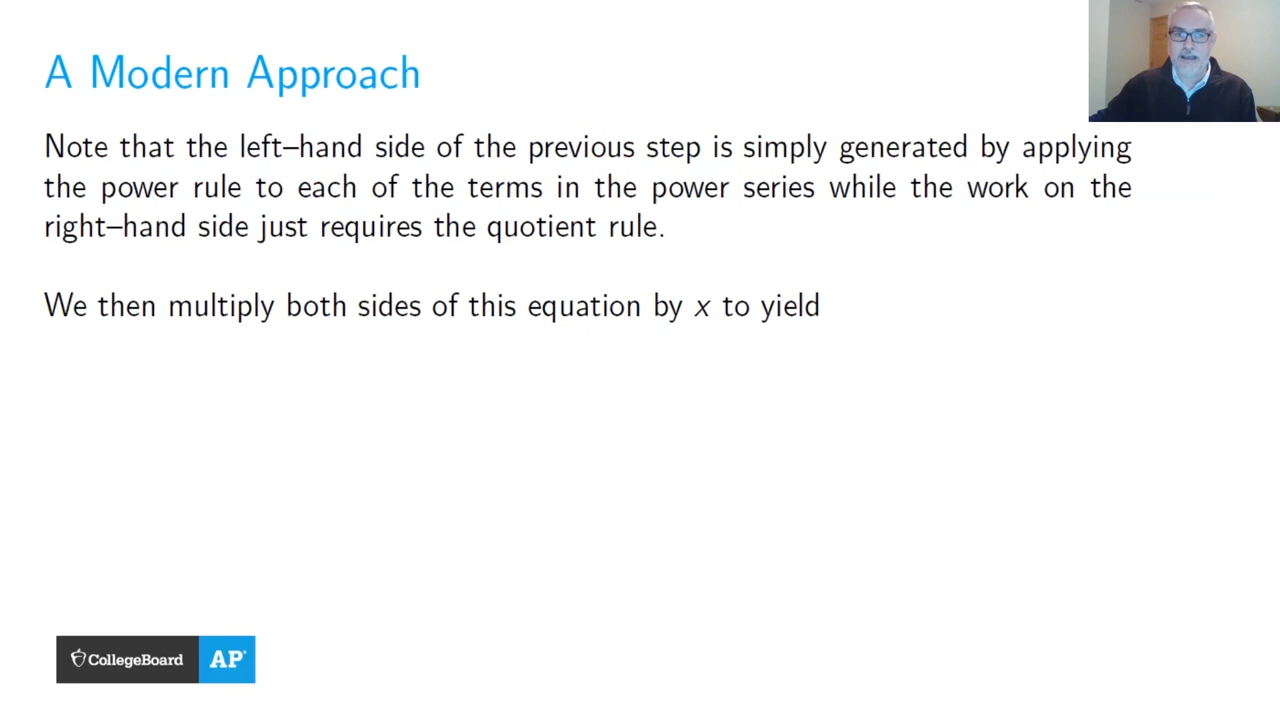 A Modern Approach
Note that the left–hand side of the previous step is simply generated by applying
the power rule to each of the terms in the power series while the work on the
right–hand side just requires the quotient rule.
We then multiply both sides of this equation by x to yield
CollegeBoard AP